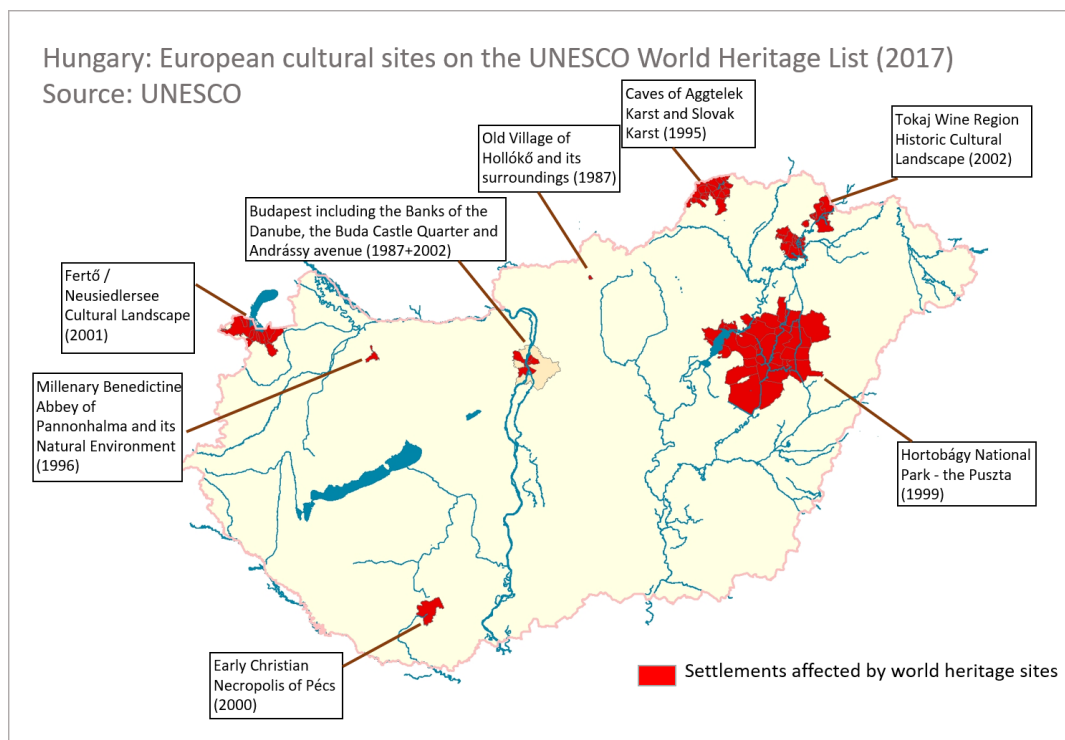 Hungary: European cultural sites on the UNESCO World Heritage List (2017)
Source: UNESCO
Caves of Aggtelek
Karst and Slovak
Karst (1995)
Tokaj Wine Region
Historic Cultural
Landscape (2002)
Old Village of
Hollókő and its
surroundings (1987)
Budapest including the Banks of the
Danube, the Buda Castle Quarter and
Andrássy avenue (1987+2002)
Fertő /
Neusiedlersee
Cultural Landscape
(2001)
Millenary Benedictine
Abbey of
Pannonhalma and its
Natural Environment
(1996)
Hortobágy National
Park - the Puszta
(1999)
Early Christian
Necropolis of Pécs
(2000)
Settlements affected by world heritage sites